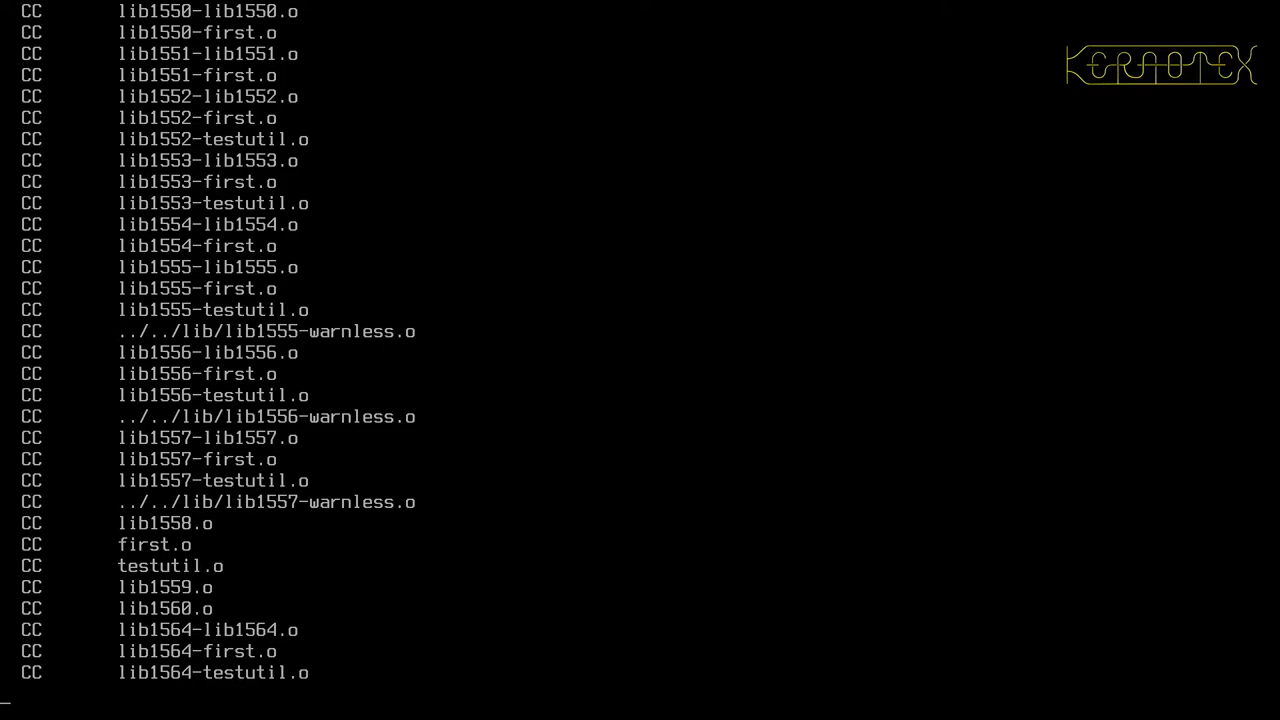 CC lib1550-lib1550.o
CC lib1550-first.o
CC lib1551-lib1551.o
CC lib1551-first.o
CC lib1552-lib1552.o
CC lib1552-first.o
CC lib1552-testutil.o
CC lib1553-lib1553.o
CC lib1553-first.o
CC lib1553-testutil.o
CC lib1554-lib1554.o
CC lib1554-first.o
CC lib1555-lib1555.o
CC lib1555-first.o
CC lib1555-testutil.o
CC ../../lib/lib1555-warnless.o
CC lib1556-lib1556.o
CC lib1556-first.o
CC lib1556-testutil.o
CC ../../lib/lib1556-warnless.o
CC lib1557-lib1557.o
CC lib1557-first.o
CC lib1557-testutil.o
CC ../../lib/lib1557-warnless.o
CC lib1558.o
CC first.o
CC testutil.o
CC lib1559.o
CC lib1560.o
CC lib1564-lib1564.o
CC lib1564-first.o
CC lib1564-testutil.o
_